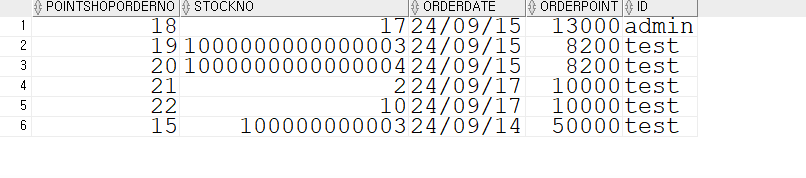 POINTSHOPORDERNO STOCKNO ORDERDATE ORDERPOINT ID
1 18 17 24/09/15 13000 admin
2 19 1000000000000003 24/09/15 8200 test
3 20 1000000000000004 24/09/15 8200 test
4 21 2 24/09/17 10000 test
5 22 10 24/09/17 10000 test
6 15 100000000003 24/09/14 50000 test